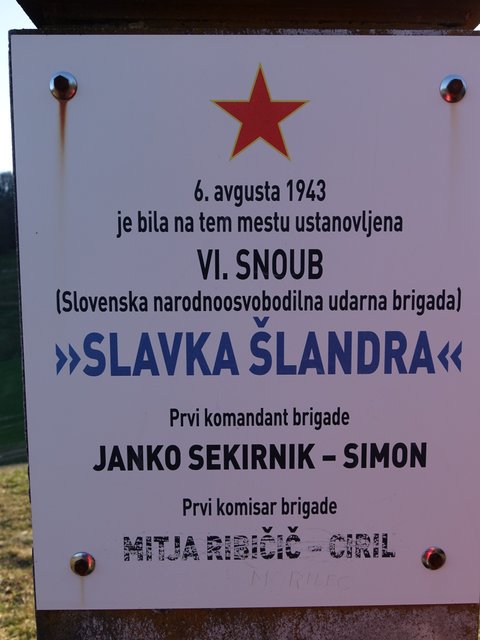 6. avgusta 1943
je bila na tem mestu ustanovljena
VI. SNOUB
(Slovenska narodnoosvobodilna udarna brigada)
»SLAVKA ŠLANDRA«
Prvi komandant brigade
JANKO SEKIRNIK – SIMON
Prvi komisar brigade
MITJA RIBIČIČ – CIRIL
MORILEC